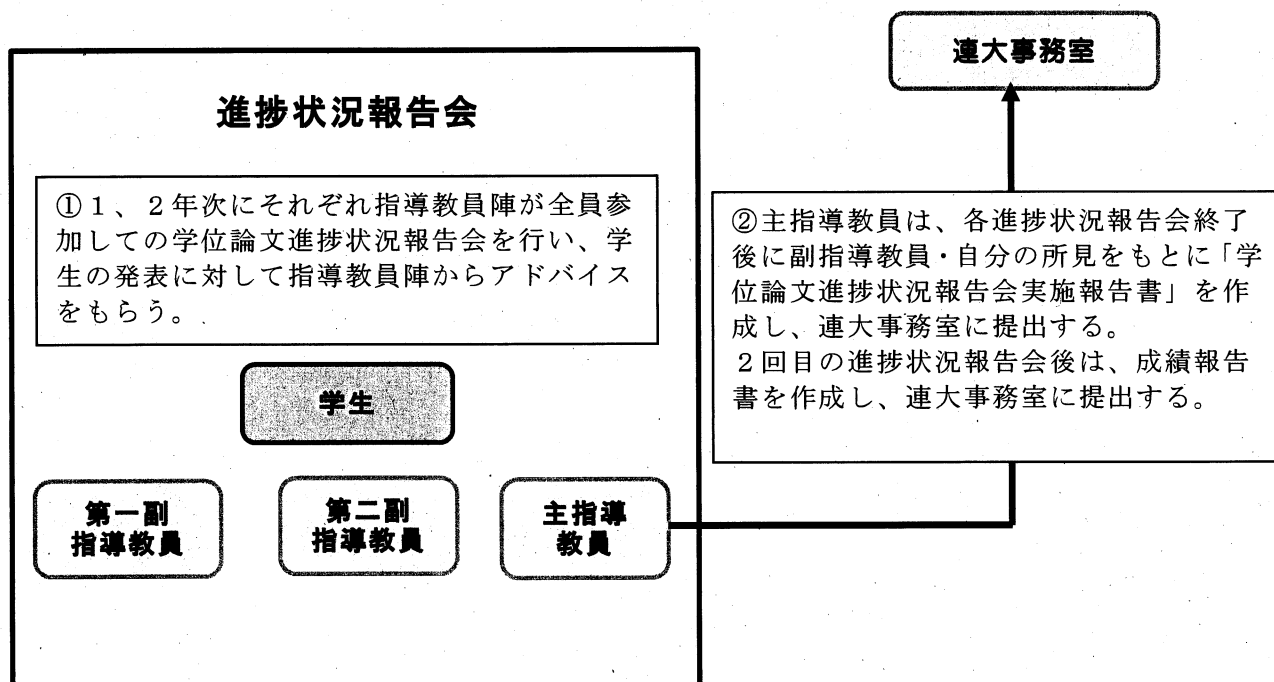 連大事務室
進捗状況報告会
①１、２年次にそれぞれ指導教員陣が全員参
加しての学位論文進捗状況報告会を行い、学
生の発表に対して指導教員陣からアドバイス
をもらう。
②主指導教員は、各進捗状況報告会終了
後に副指導教員・自分の所見をもとに「学
位論文進捗状況報告会実施報告書」を作
成し、連大事務室に提出する。
２回目の進捗状況報告会後は、成績報告
書を作成し、連大事務室に提出する。
学生
第一副
指導教員
第二副
指導教員
主指導
教員